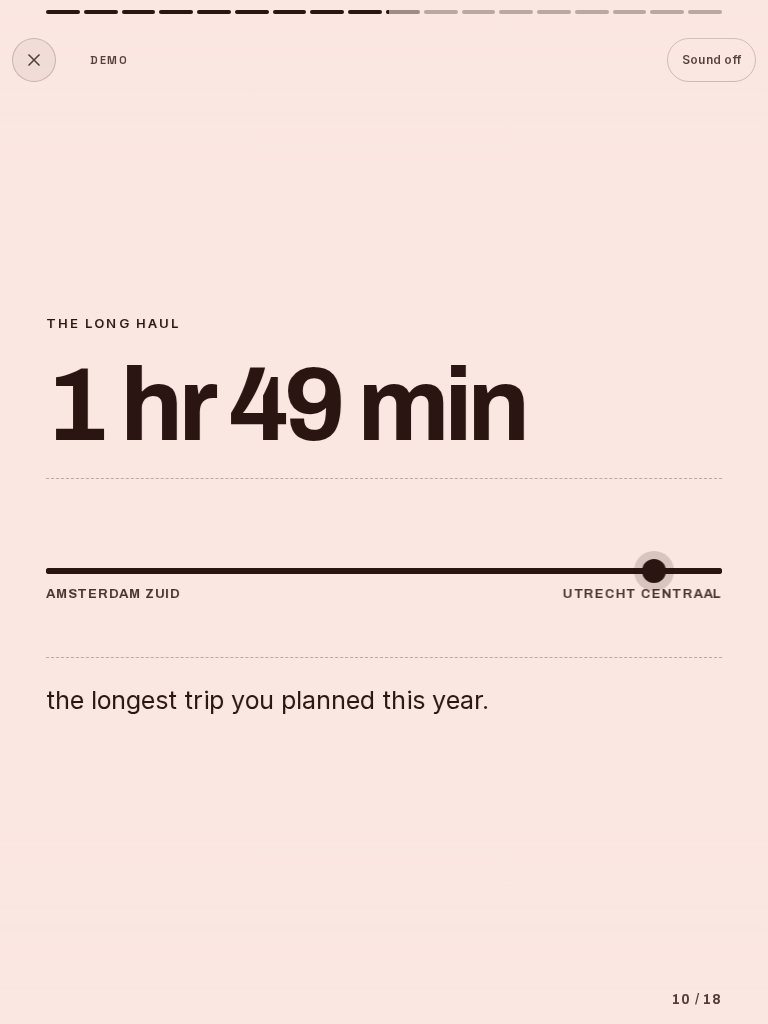 DEMO
Sound off
THE LONG HAUL
1 hr 49 min
AMSTERDAM ZUID
UTRECHT CENTRAAL
the longest trip you planned this year.
10 / 18